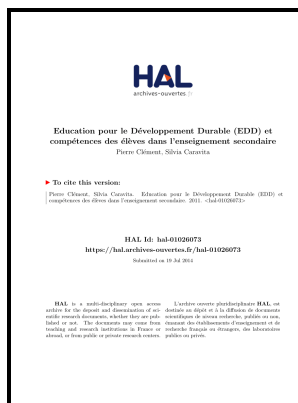 HAL
archives-ouvertes.fr
Education pour le Développement Durable (EDD) et
compétences des élèves dans l'enseignement secondaire
Pierre Clément, Silvia Caravita
To cite this version:
Pierre Clément, Silvia Caravita. Education pour le Développement Durable (EDD) et
compétences des élèves dans l'enseignement secondaire. 2011. <hal-01026073>
HAL Id: hal-01026073
https://hal.archives-ouvertes.fr/hal-01026073
Submitted on 19 Jul 2014
HAL is a multi-disciplinary open access
archive for the deposit and dissemination of sci-
entific research documents, whether they are pub-
lished or not. The documents may come from
teaching and research institutions in France or
abroad, or from public or private research centers.
L'archive ouverte pluridisciplinaire HAL, est
destinée au dépôt et à la diffusion de documents
scientifiques de niveau recherche, publiés ou non,
émanant des établissements d'enseignement et de
recherche français ou étrangers, des laboratoires
publics ou privés.